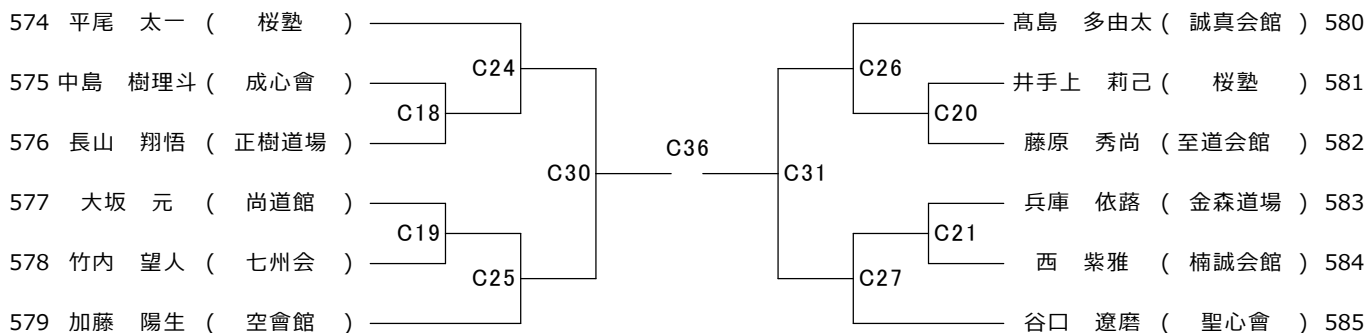 574 平尾　太一 (　桜塾　)
C24
575 中島　樹理斗 (　成心會　)
C18
576 長山　翔悟 ( 正樹道場 )
C30
577 大坂　元 (　尚道館　)
C19
578 竹内　望人 (　七州会　)
C25
579 加藤　陽生 (　空會館　)
C36
髙島　多由太 ( 誠真会館 ) 580
C26
井手上　莉己 (　桜塾　) 581
C20
藤原　秀尚 ( 至道会館 ) 582
C31
兵庫　依蕗 ( 金森道場 ) 583
C21
西　紫雅 ( 楠誠会館 ) 584
C27
谷口　遼磨 (　聖心會　) 585